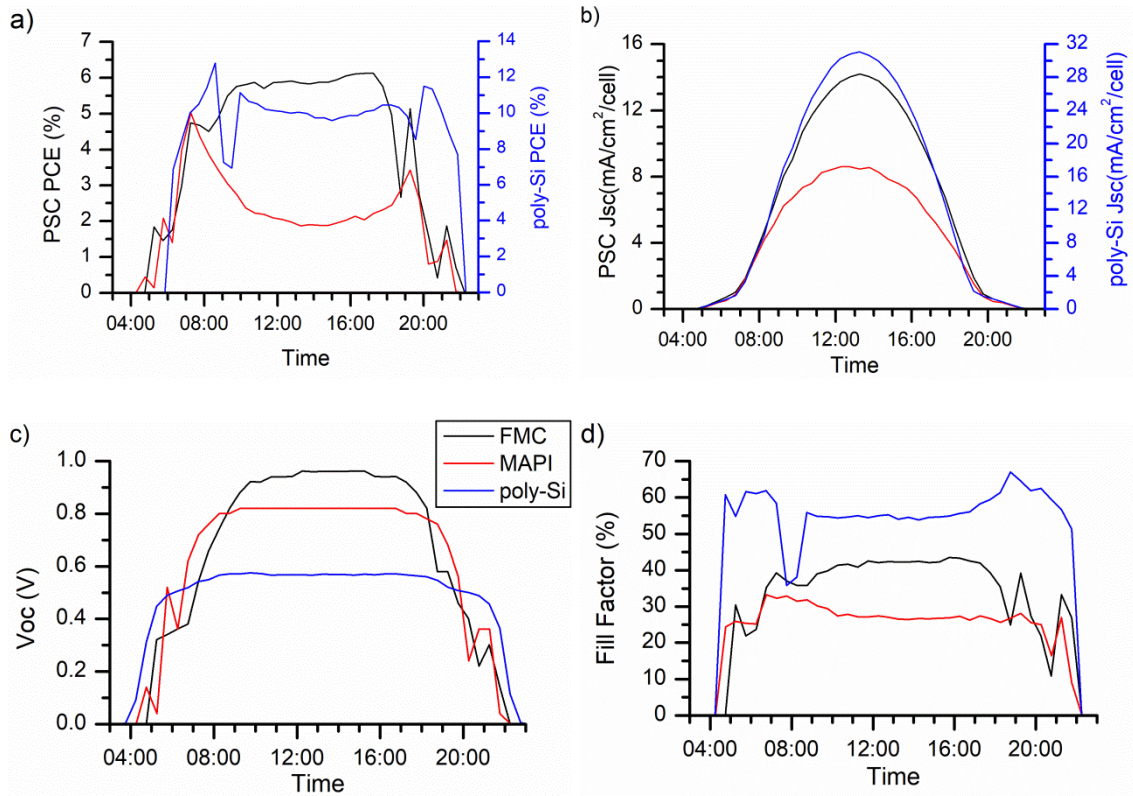 a)
PSC PCE (%)
7
6
5
4
3
2
1
0
14
12
10
8
6
4
2
0
poly-Si PCE (%)
04:00 08:00 12:00 16:00 20:00
Time
b)
PSC Jsc(mA/cm²/cell)
16
12
8
4
0
32
28
24
20
16
12
8
4
0
poly-Si Jsc(mA/cm²/cell)
04:00 08:00 12:00 16:00 20:00
Time
c)
Voc (V)
1.0
0.8
0.6
0.4
0.2
0.0
FMC
MAPI
poly-Si
04:00 08:00 12:00 16:00 20:00
Time
d)
Fill Factor (%)
70
60
50
40
30
20
10
0
04:00 08:00 12:00 16:00 20:00
Time